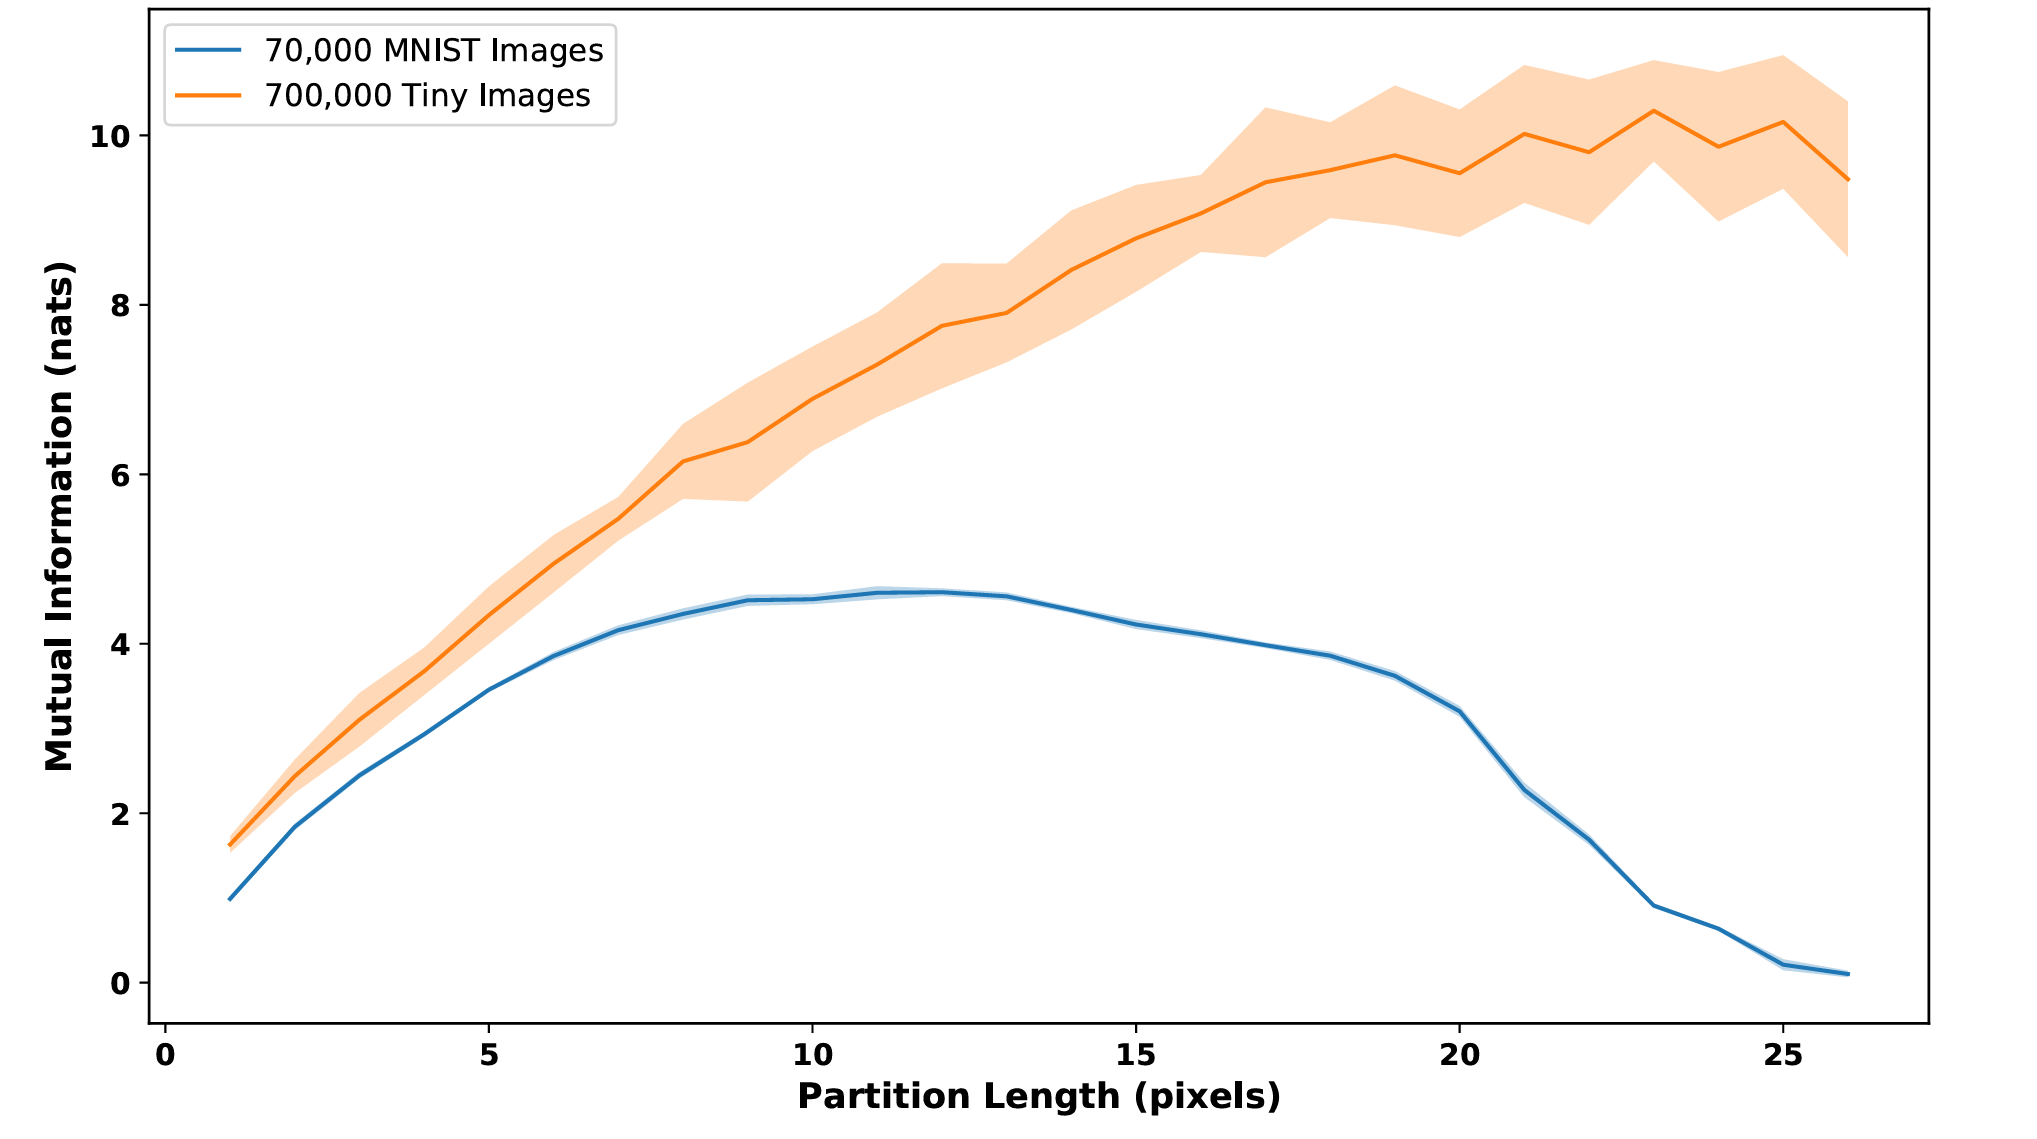 70,000 MNIST Images
700,000 Tiny Images
10
8
6
4
2
0
Mutual Information (nats)
0 5 10 15 20 25
Partition Length (pixels)